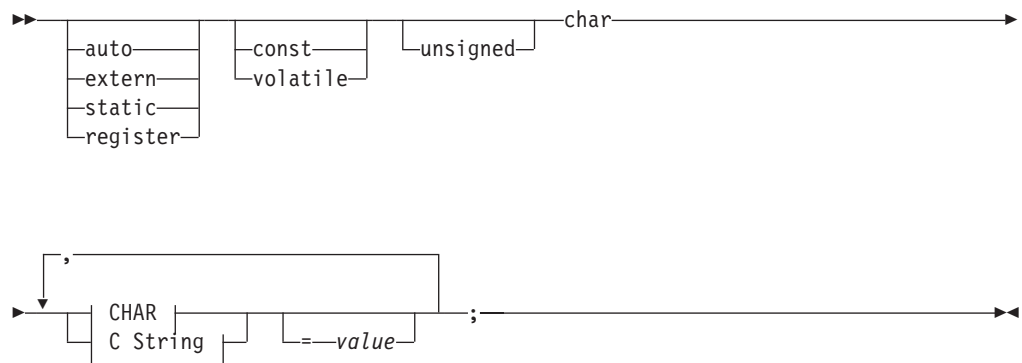 char
auto const unsigned
extern volatile
static
register
,
CHAR ;
C String = value